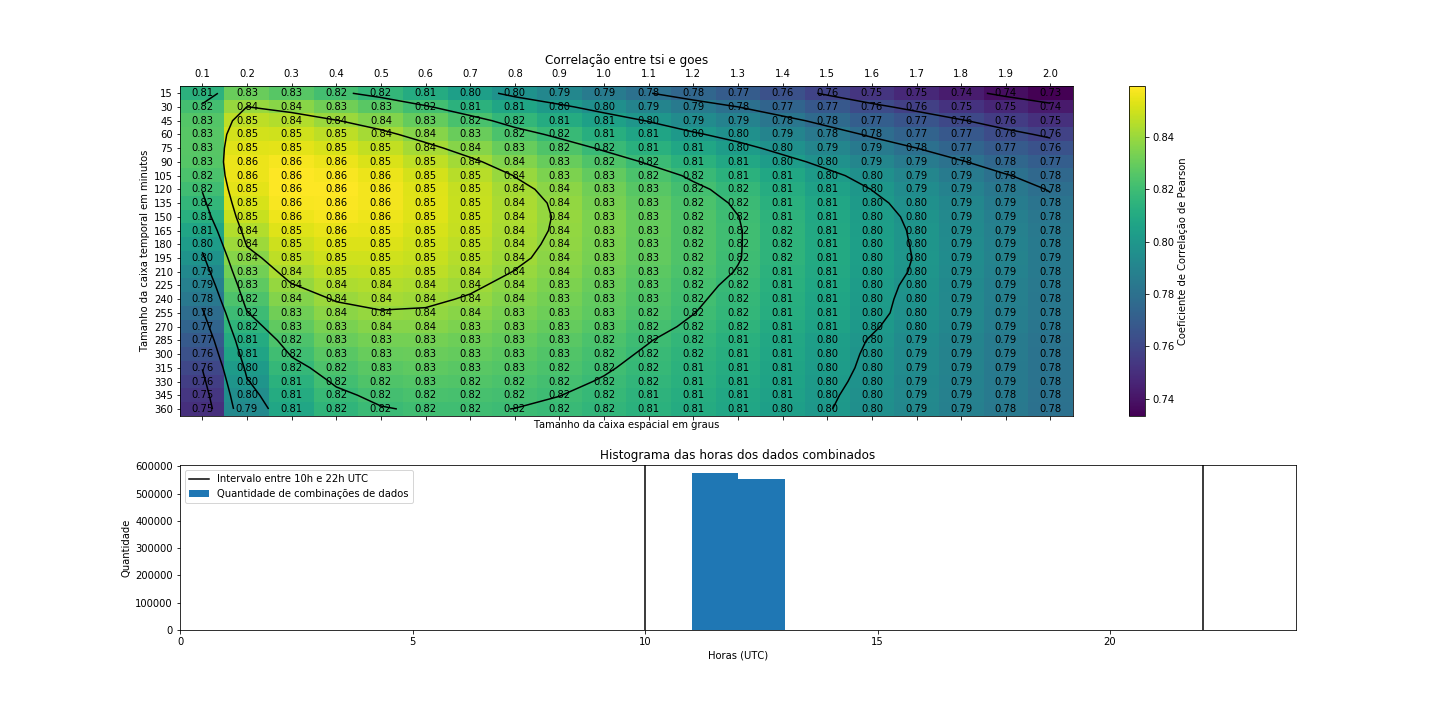 Correlação entre tsi e goes
0.1 0.2 0.3 0.4 0.5 0.6 0.7 0.8 0.9 1.0 1.1 1.2 1.3 1.4 1.5 1.6 1.7 1.8 1.9 2.0
15 0.81 0.83 0.83 0.82 0.82 0.81 0.80 0.80 0.79 0.79 0.78 0.78 0.77 0.76 0.76 0.75 0.75 0.74 0.74 0.73
30 0.82 0.84 0.84 0.83 0.83 0.82 0.81 0.81 0.80 0.80 0.79 0.79 0.78 0.77 0.77 0.76 0.76 0.75 0.75 0.74
45 0.83 0.85 0.84 0.84 0.84 0.83 0.82 0.82 0.81 0.81 0.80 0.79 0.79 0.78 0.78 0.77 0.77 0.76 0.76 0.75
60 0.83 0.85 0.85 0.85 0.84 0.84 0.83 0.82 0.82 0.81 0.81 0.80 0.80 0.79 0.78 0.78 0.77 0.77 0.76 0.76
75 0.83 0.85 0.85 0.85 0.85 0.84 0.84 0.83 0.82 0.82 0.81 0.81 0.80 0.80 0.79 0.79 0.78 0.77 0.77 0.76
90 0.83 0.86 0.86 0.86 0.85 0.85 0.84 0.83 0.83 0.82 0.82 0.81 0.81 0.80 0.80 0.79 0.79 0.78 0.78 0.77
105 0.82 0.86 0.86 0.86 0.86 0.85 0.84 0.84 0.83 0.83 0.82 0.82 0.81 0.81 0.80 0.80 0.79 0.79 0.78 0.78
120 0.82 0.85 0.86 0.86 0.86 0.85 0.85 0.84 0.84 0.83 0.83 0.82 0.82 0.81 0.81 0.80 0.79 0.79 0.78 0.78
135 0.82 0.85 0.86 0.86 0.86 0.85 0.85 0.84 0.84 0.83 0.83 0.82 0.82 0.81 0.81 0.80 0.80 0.79 0.79 0.78
150 0.81 0.85 0.86 0.86 0.86 0.85 0.85 0.84 0.84 0.83 0.83 0.82 0.82 0.81 0.81 0.80 0.80 0.79 0.79 0.78
165 0.81 0.84 0.85 0.86 0.85 0.85 0.85 0.84 0.84 0.83 0.83 0.82 0.82 0.81 0.81 0.80 0.80 0.79 0.79 0.78
180 0.80 0.84 0.85 0.85 0.85 0.85 0.85 0.84 0.84 0.83 0.83 0.82 0.82 0.82 0.81 0.80 0.80 0.79 0.79 0.78
195 0.80 0.84 0.85 0.85 0.85 0.85 0.84 0.84 0.84 0.83 0.83 0.82 0.82 0.82 0.81 0.80 0.80 0.79 0.79 0.78
210 0.79 0.83 0.84 0.85 0.85 0.85 0.84 0.84 0.83 0.83 0.83 0.82 0.82 0.82 0.81 0.80 0.80 0.79 0.79 0.78
225 0.79 0.83 0.84 0.84 0.84 0.84 0.84 0.84 0.83 0.83 0.83 0.82 0.82 0.81 0.81 0.80 0.80 0.79 0.79 0.78
240 0.78 0.82 0.84 0.84 0.84 0.84 0.84 0.83 0.83 0.83 0.82 0.82 0.82 0.81 0.81 0.80 0.80 0.79 0.79 0.78
255 0.78 0.82 0.83 0.84 0.84 0.84 0.83 0.83 0.83 0.83 0.82 0.82 0.82 0.81 0.81 0.80 0.80 0.79 0.79 0.78
270 0.77 0.82 0.83 0.83 0.84 0.84 0.83 0.83 0.83 0.83 0.82 0.82 0.82 0.81 0.81 0.80 0.80 0.79 0.79 0.78
285 0.77 0.81 0.82 0.83 0.83 0.83 0.83 0.83 0.83 0.82 0.82 0.82 0.82 0.81 0.81 0.80 0.80 0.79 0.79 0.78
300 0.76 0.81 0.82 0.83 0.83 0.83 0.83 0.83 0.83 0.82 0.82 0.82 0.81 0.81 0.80 0.80 0.79 0.79 0.79 0.78
315 0.76 0.80 0.82 0.82 0.83 0.83 0.83 0.83 0.82 0.82 0.82 0.82 0.81 0.81 0.80 0.80 0.79 0.79 0.79 0.78
330 0.76 0.80 0.81 0.82 0.82 0.83 0.82 0.82 0.82 0.82 0.82 0.81 0.81 0.81 0.80 0.80 0.79 0.79 0.79 0.78
345 0.75 0.80 0.81 0.82 0.82 0.82 0.82 0.82 0.82 0.82 0.81 0.81 0.81 0.80 0.80 0.80 0.79 0.79 0.78 0.78
360 0.75 0.79 0.81 0.82 0.82 0.82 0.82 0.82 0.82 0.82 0.81 0.81 0.81 0.80 0.80 0.80 0.79 0.79 0.78 0.78
Tamanho da caixa temporal em minutos
Tamanho da caixa espacial em graus
0.84
0.82
0.80
0.78
0.76
0.74
Coeficiente de Correlação de Pearson
Histograma das horas dos dados combinados
Intervalo entre 10h e 22h UTC
Quantidade de combinações de dados
600000
500000
400000
300000
200000
100000
0
Quantidade
0 5 10 15 20
Horas (UTC)